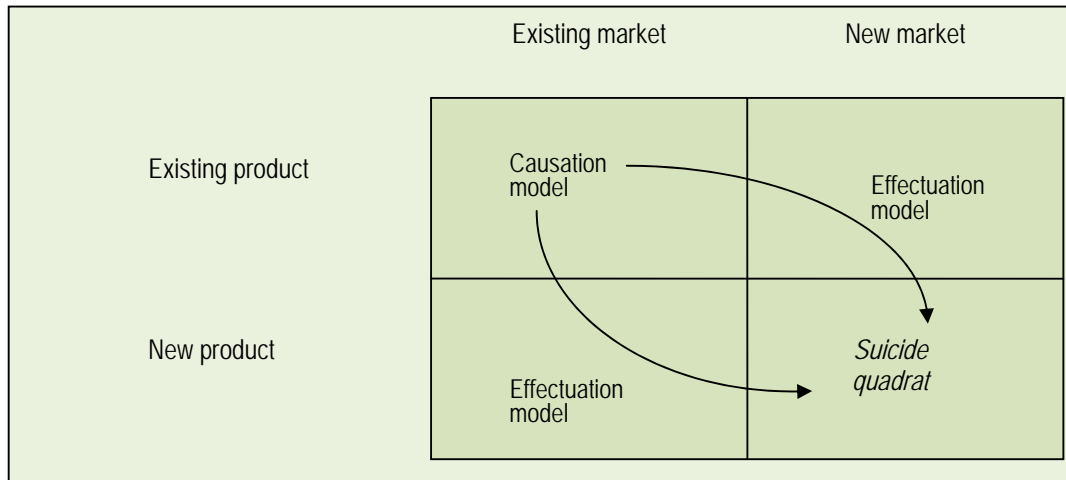 Existing market
New market
Existing product
Causation
model
Effectuation
model
New product
Effectuation
model
Suicide
quadrat